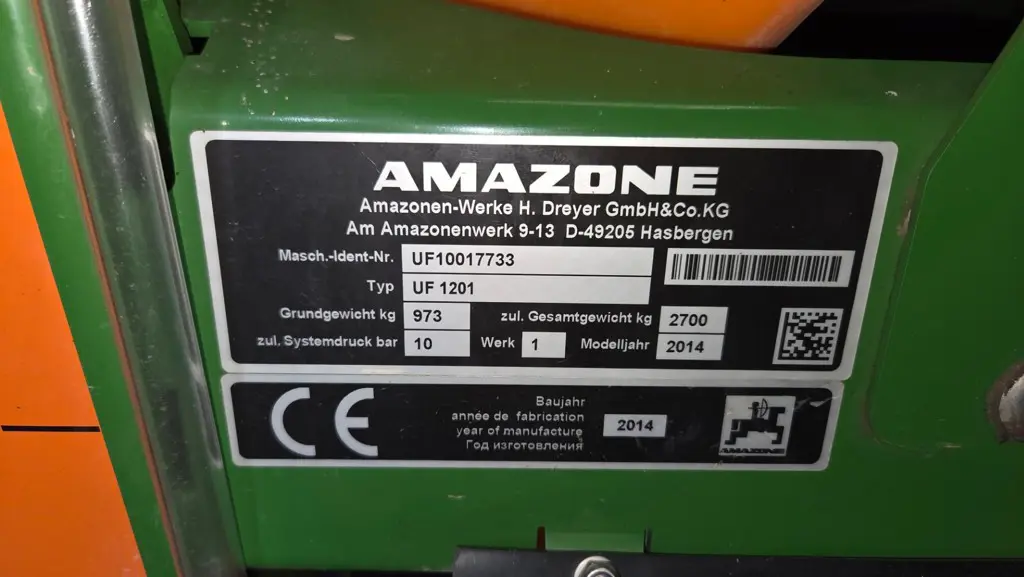 AMAZONE
Amazonen-Werke H. Dreyer GmbH&Co.KG
Am Amazonenwerk 9-13 D-49205 Hasbergen
Masch.-Ident-Nr. UF10017733
Typ UF 1201
Grundgewicht kg 973 zul. Gesamtgewicht kg 2700
zul. Systemdruck bar 10 Werk 1 Modelljahr 2014
CE
Baujahr
année de fabrication
year of manufacture 2014
Год изготовления
AMAZONE